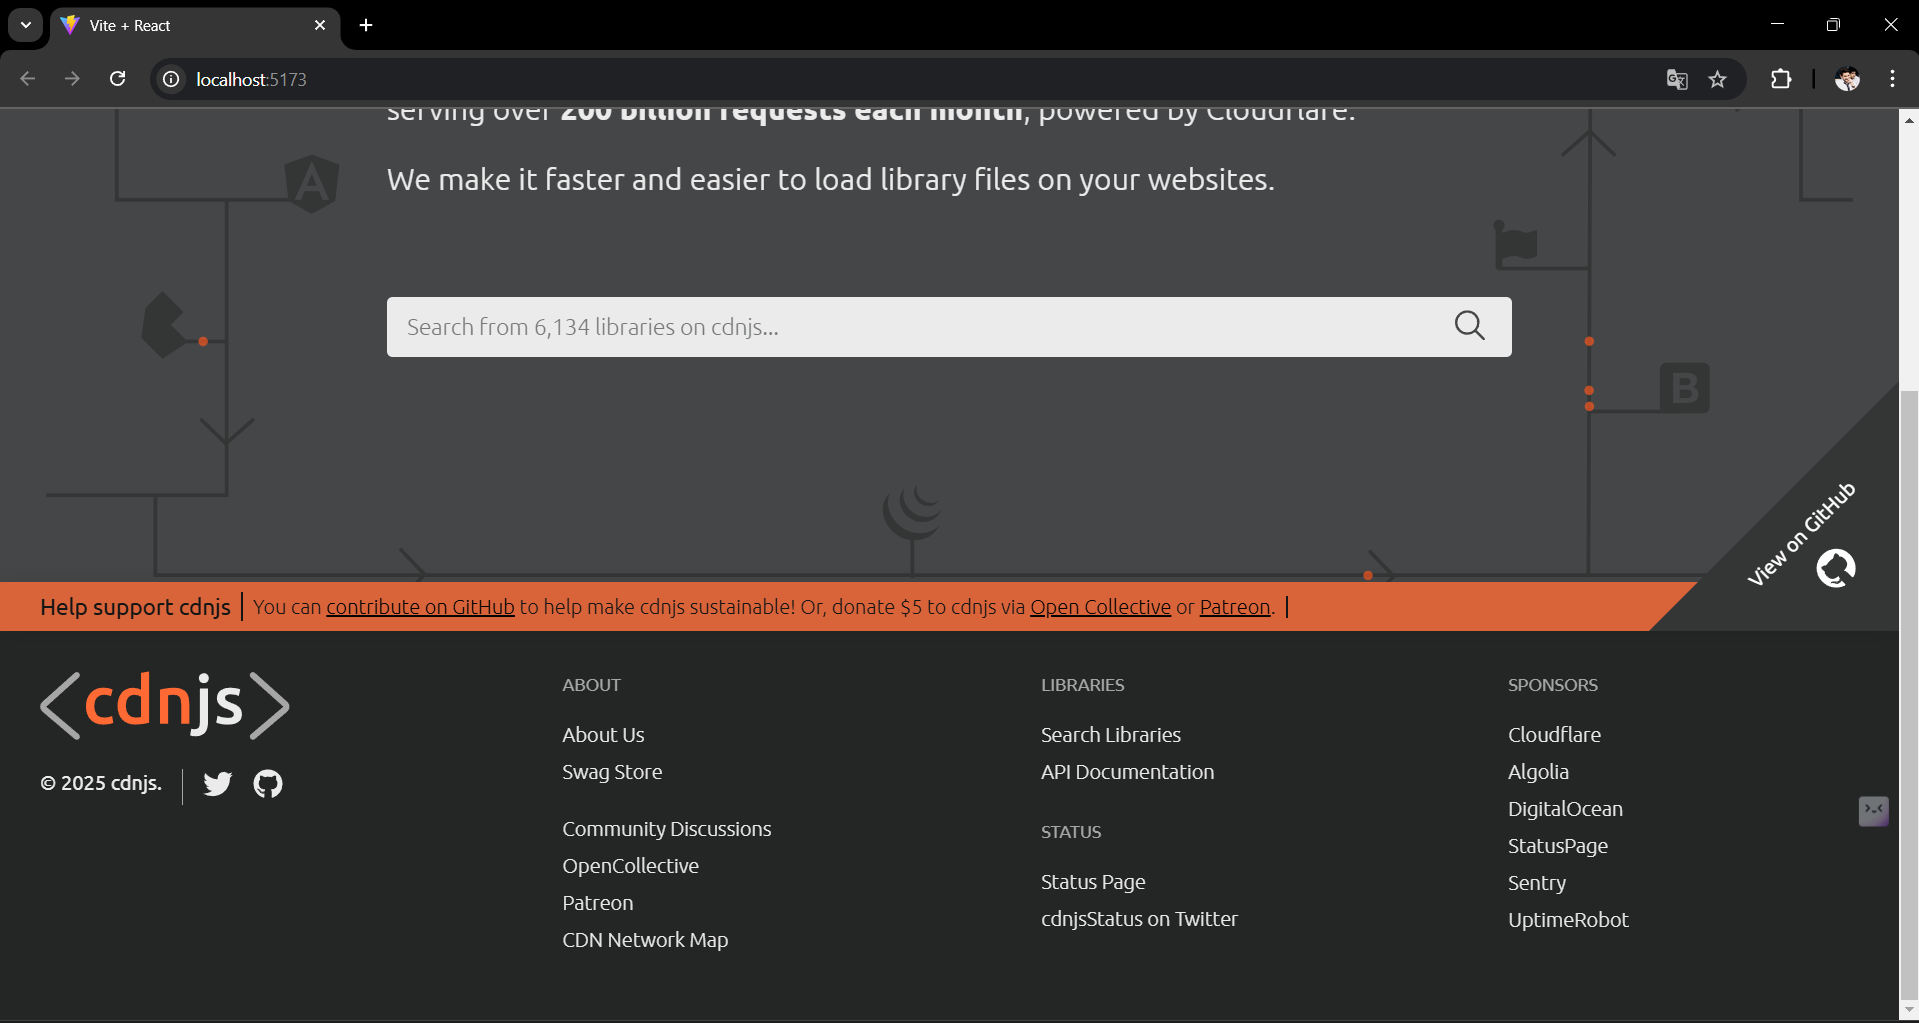 Vite + React
localhost:5173
serving over 200 billion requests each month, powered by Cloudflare.
We make it faster and easier to load library files on your websites.
Search from 6,134 libraries on cdnjs...
B
View on GitHub
Help support cdnjs | You can contribute on GitHub to help make cdnjs sustainable! Or, donate $5 to cdnjs via Open Collective or Patreon. |
<cdnjs>
© 2025 cdnjs.
ABOUT
About Us
Swag Store
Community Discussions
OpenCollective
Patreon
CDN Network Map
LIBRARIES
Search Libraries
API Documentation
STATUS
Status Page
cdnjsStatus on Twitter
SPONSORS
Cloudflare
Algolia
DigitalOcean
StatusPage
Sentry
UptimeRobot